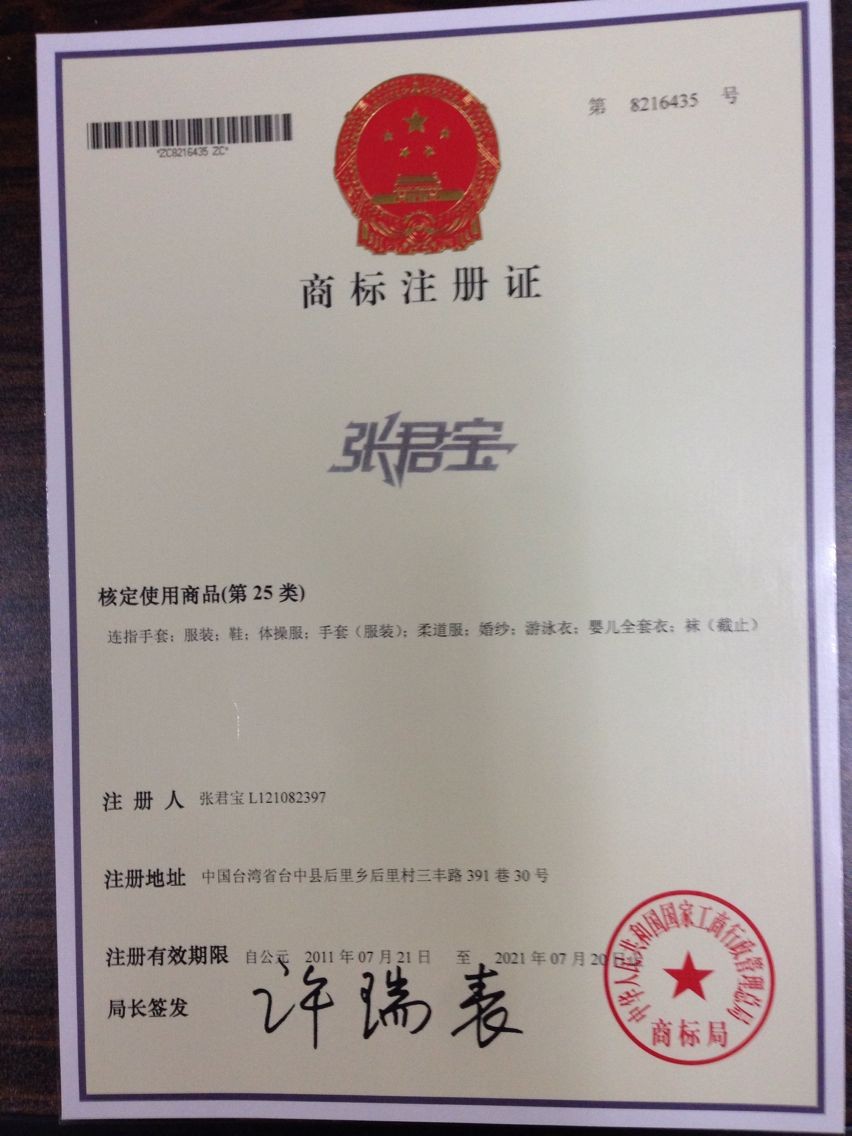 第 8216435 号
*ZC8216435 ZC*
商标注册证
张君宝
核定使用商品(第 25 类)
连指手套；服装；鞋；体操服；手套（服装）；柔道服；婚纱；游泳衣；婴儿全套衣；袜（截止）
注 册 人 张君宝 L121082397
注册地址 中国台湾省台中县后里乡后里村三丰路 391 巷 30 号
注册有效期限 自公元 2011 年 07 月 21 日 至 2021 年 07 月 20 日止
局长签发 许瑞表
中华人民共和国国家工商行政管理总局
商标局